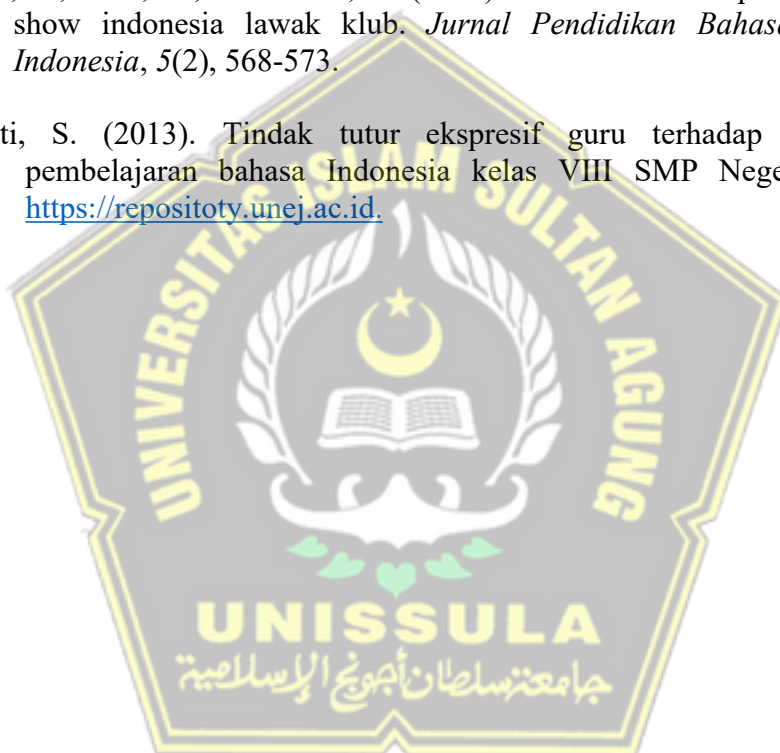 show indonesia lawak klub. Jurnal Pendidikan Bahasa
Indonesia, 5(2), 568-573.
ti, S. (2013). Tindak tutur ekspresif guru terhadap
pembelajaran bahasa Indonesia kelas VIII SMP Nege
https://repositoty.unej.ac.id.
UNIVERSITAS ISLAM SULTAN AGUNG
UNISSULA
جامعة سلطان أجونج الإسلامية